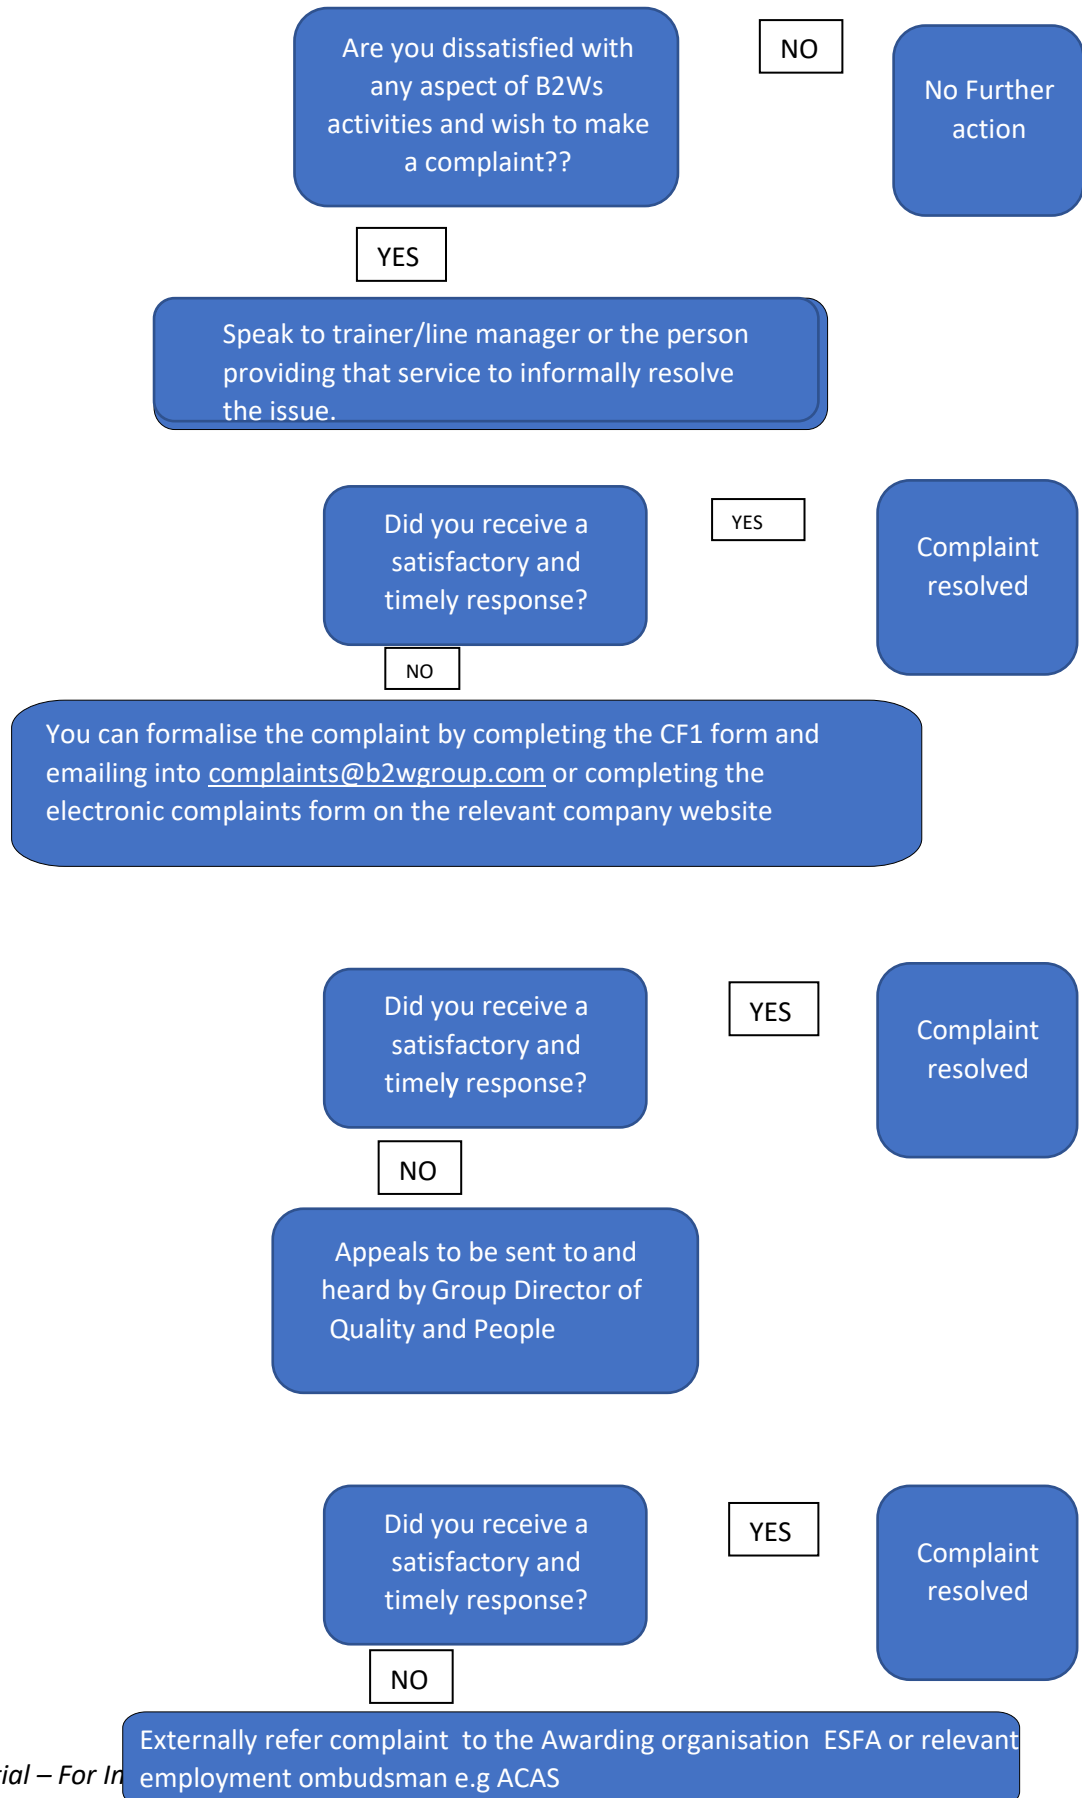 Are you dissatisfied with
any aspect of B2Ws
activities and wish to make
a complaint??
NO
No Further
action
YES
Speak to trainer/line manager or the person
providing that service to informally resolve
the issue.
Did you receive a
satisfactory and
timely response?
YES
Complaint
resolved
NO
You can formalise the complaint by completing the CF1 form and
emailing into complaints@b2wgroup.com or completing the
electronic complaints form on the relevant company website
Did you receive a
satisfactory and
timely response?
YES
Complaint
resolved
NO
Appeals to be sent to and
heard by Group Director of
Quality and People
Did you receive a
satisfactory and
timely response?
YES
Complaint
resolved
NO
Externally refer complaint to the Awarding organisation ESFA or relevant
employment ombudsman e.g ACAS
– For